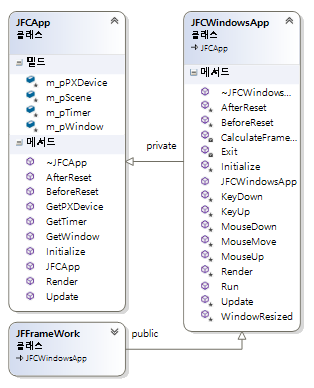 JFCApp
클래스
필드
m_pPXDevice
m_pScene
m_pTimer
m_pWindow
메서드
~JFCApp
AfterReset
BeforeReset
GetPXDevice
GetTimer
GetWindow
Initialize
JFCApp
Render
Update
private
JFCWindowsApp
클래스
JFCApp
메서드
~JFCWindows...
AfterReset
BeforeReset
CalculateFrame...
Exit
Initialize
JFCWindowsApp
KeyDown
KeyUp
MouseDown
MouseMove
MouseUp
Render
Run
Update
WindowResized
JFFrameWork
클래스
JFCWindowsApp
public